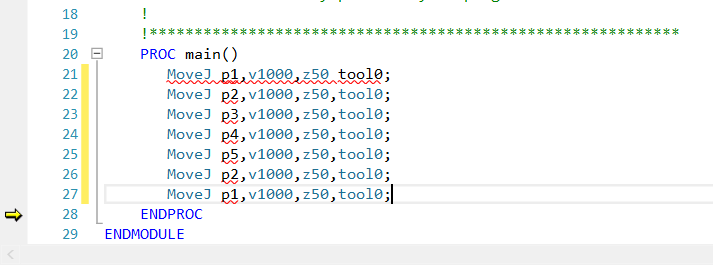 18 !
19 !************************************************************
20 PROC main()
21 MoveJ p1,v1000,z50 tool0;
22 MoveJ p2,v1000,z50,tool0;
23 MoveJ p3,v1000,z50,tool0;
24 MoveJ p4,v1000,z50,tool0;
25 MoveJ p5,v1000,z50,tool0;
26 MoveJ p2,v1000,z50,tool0;
27 MoveJ p1,v1000,z50,tool0;
28 ENDPROC
29 ENDMODULE